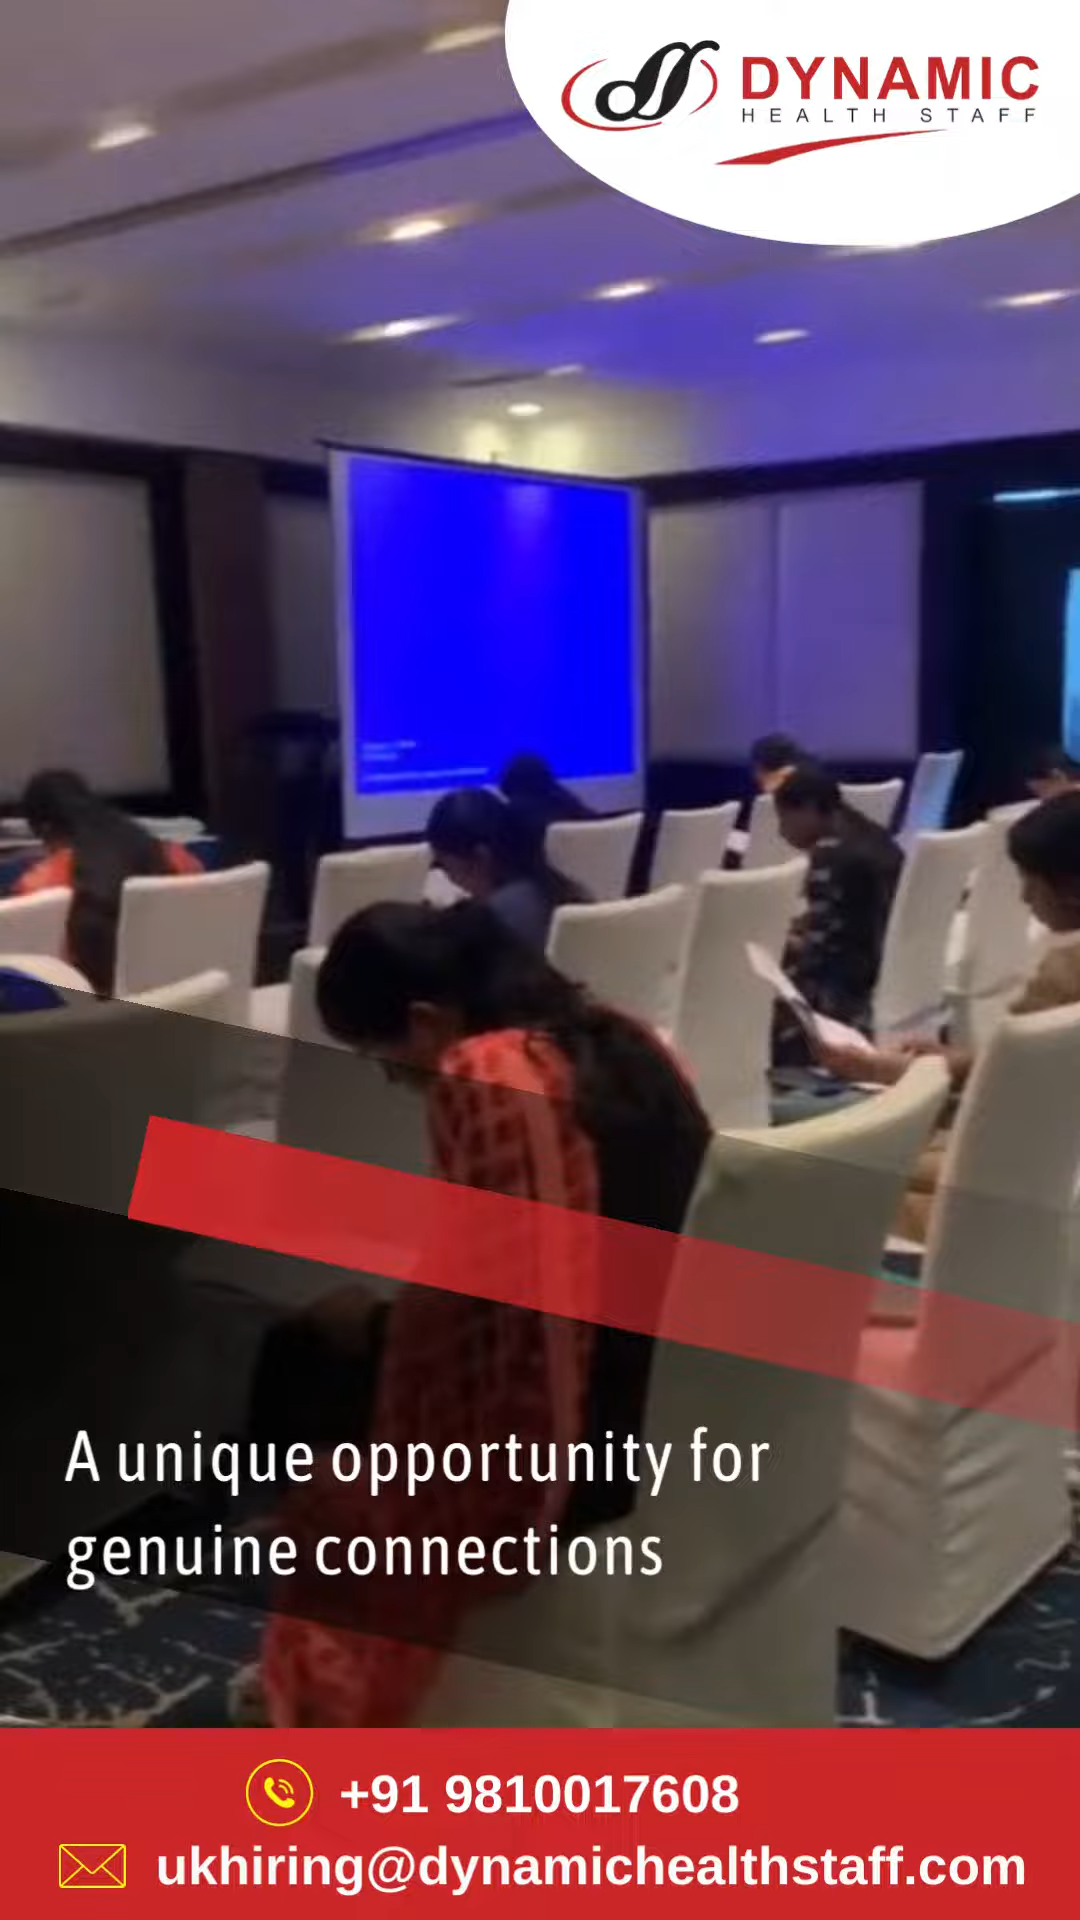 DYNAMIC
HEALTH STAFF
A unique opportunity for
genuine connections
+91 9810017608
ukhiring@dynamichealthstaff.com